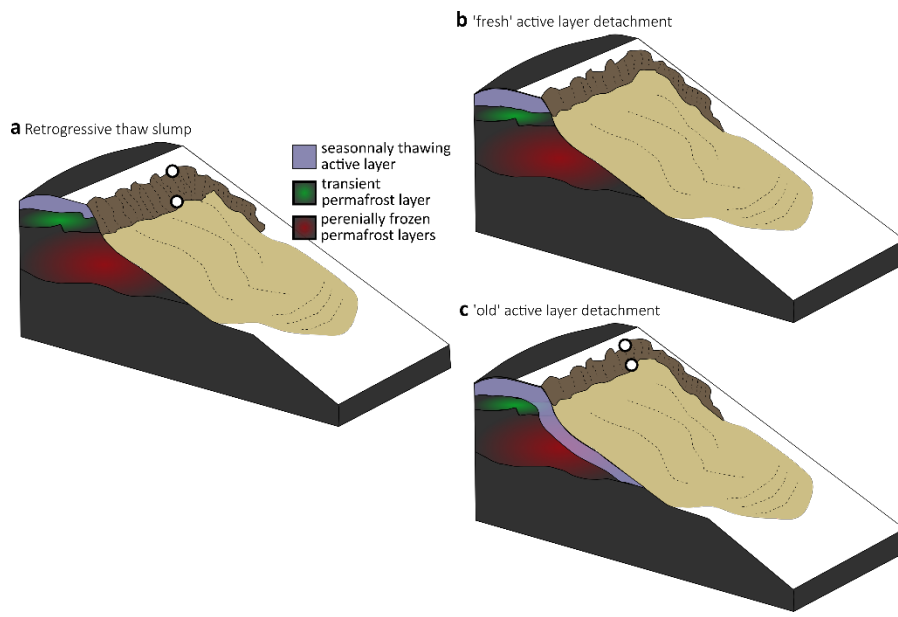 b 'fresh' active layer detachment
a Retrogressive thaw slump
seasonnaly thawing
active layer
transient
permafrost layer
perenially frozen
permafrost layers
c 'old' active layer detachment